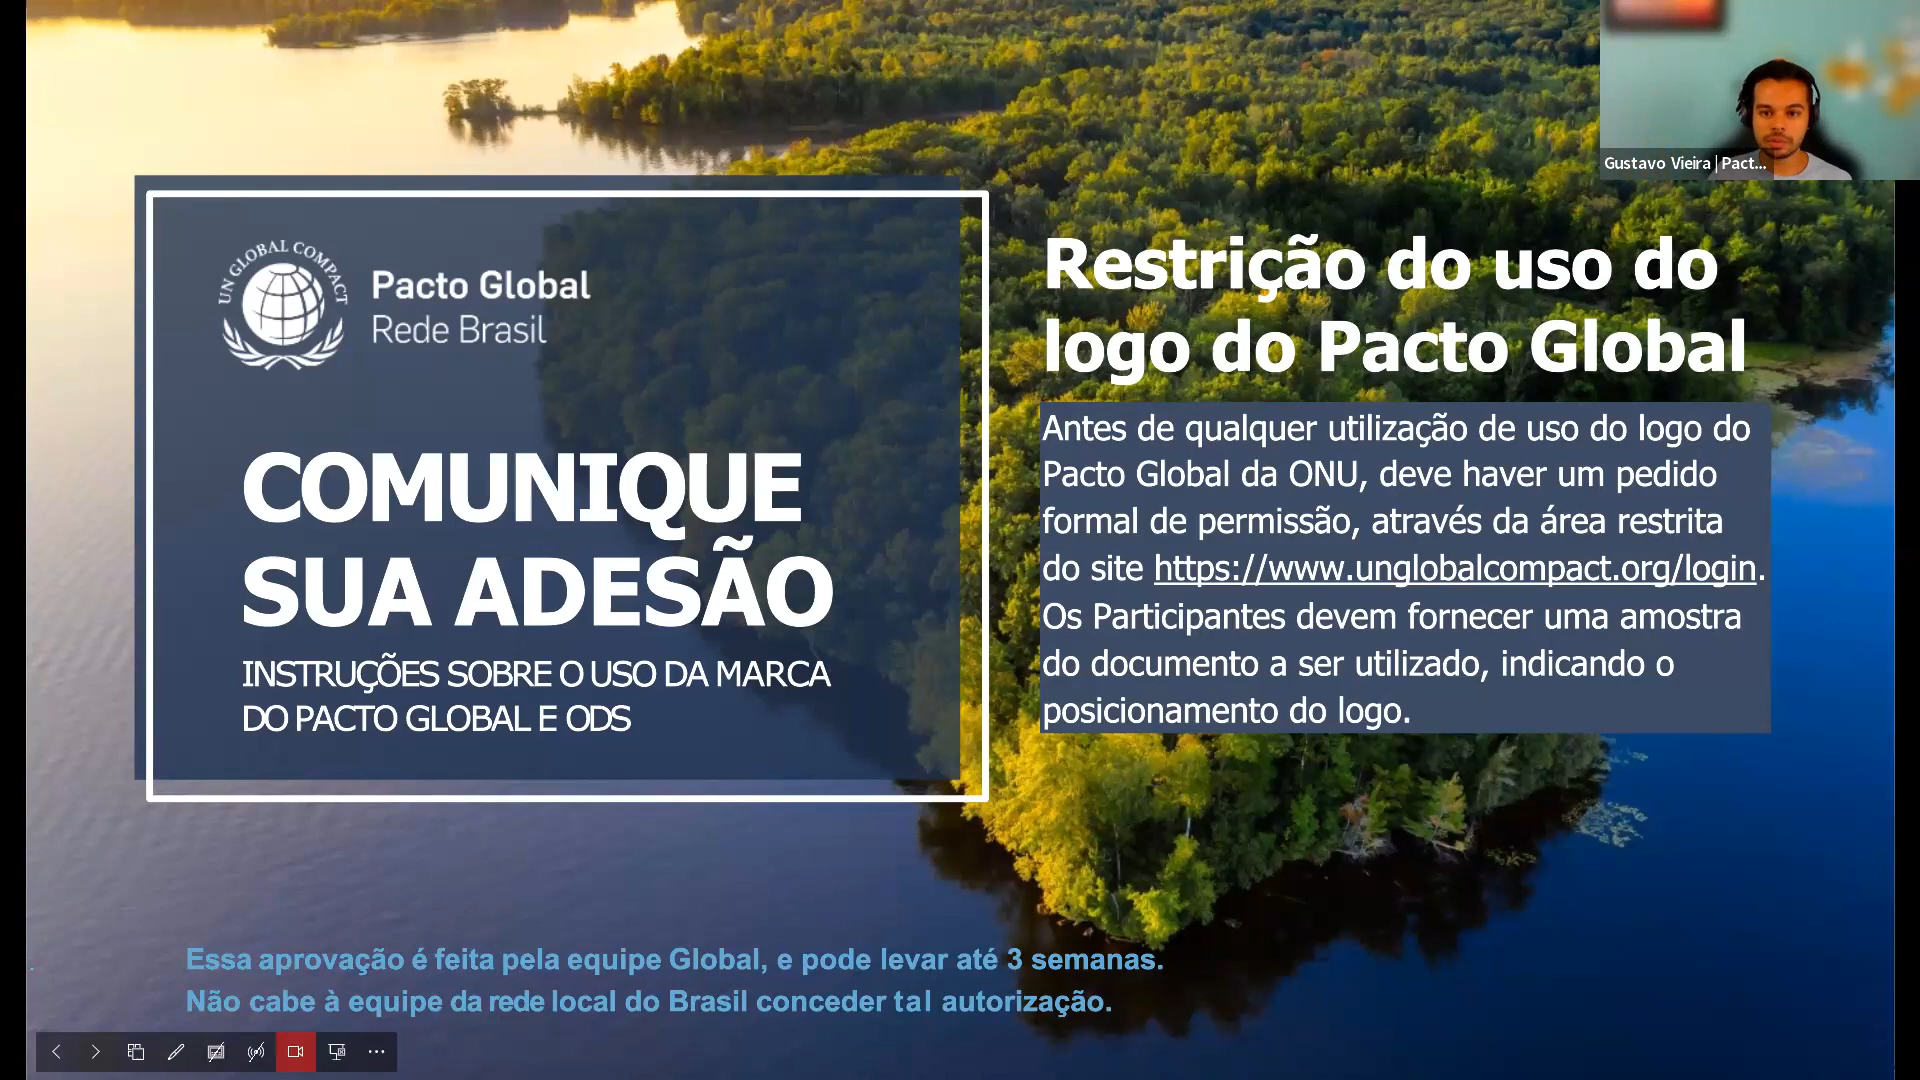 Gustavo Vieira | Pact...
UN GLOBAL COMPACT
Pacto Global
Rede Brasil
COMUNIQUE
SUA ADESÃO
INSTRUÇÕES SOBRE O USO DA MARCA
DO PACTO GLOBAL E ODS
Restrição do uso do
logo do Pacto Global
Antes de qualquer utilização de uso do logo do
Pacto Global da ONU, deve haver um pedido
formal de permissão, através da área restrita
do site https://www.unglobalcompact.org/login.
Os Participantes devem fornecer uma amostra
do documento a ser utilizado, indicando o
posicionamento do logo.
Essa aprovação é feita pela equipe Global, e pode levar até 3 semanas.
Não cabe à equipe da rede local do Brasil conceder tal autorização.